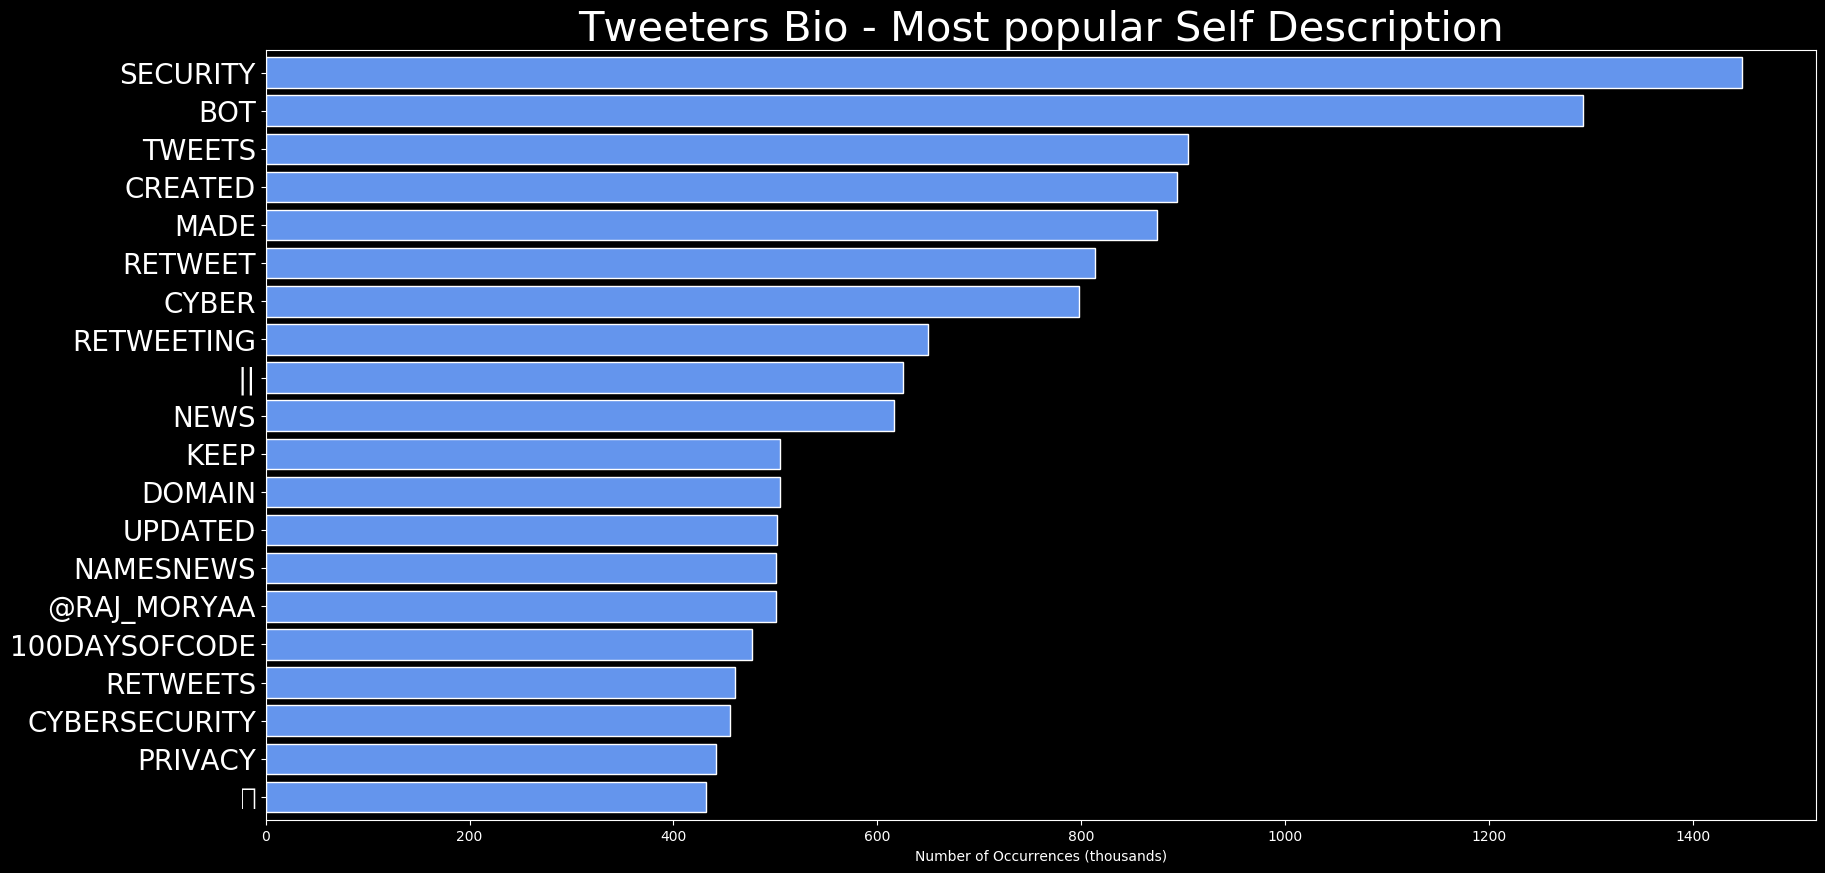 Tweeters Bio - Most popular Self Description
SECURITY
BOT
TWEETS
CREATED
MADE
RETWEET
CYBER
RETWEETING
||
NEWS
KEEP
DOMAIN
UPDATED
NAMESNEWS
@RAJ_MORYAA
100DAYSOFCODE
RETWEETS
CYBERSECURITY
PRIVACY
0 200 400 600 800 1000 1200 1400
Number of Occurrences (thousands)